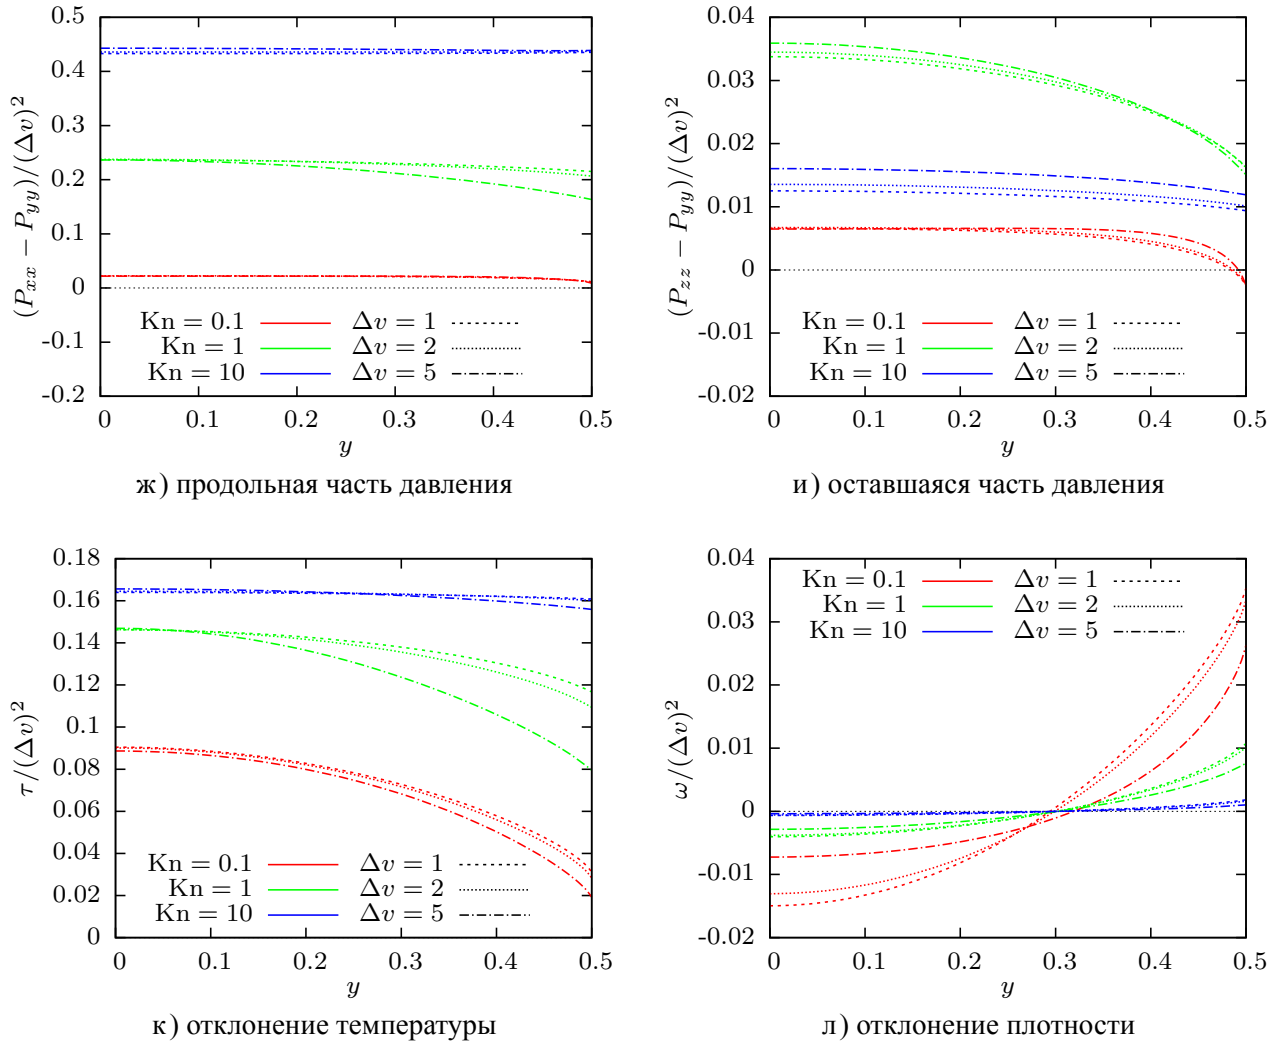 0.5
0.4
0.3
0.2
0.1
0
-0.1
-0.2
(P_{xx} − P_{yy})/(Δv)^2
Kn = 0.1
Kn = 1
Kn = 10
Δv = 1
Δv = 2
Δv = 5
0 0.1 0.2 0.3 0.4 0.5
y
ж) продольная часть давления
0.04
0.03
0.02
0.01
0
-0.01
-0.02
(P_{zz} − P_{yy})/(Δv)^2
Kn = 0.1
Kn = 1
Kn = 10
Δv = 1
Δv = 2
Δv = 5
0 0.1 0.2 0.3 0.4 0.5
y
и) оставшаяся часть давления
0.18
0.16
0.14
0.12
0.1
0.08
0.06
0.04
0.02
0
τ/(Δv)^2
Kn = 0.1
Kn = 1
Kn = 10
Δv = 1
Δv = 2
Δv = 5
0 0.1 0.2 0.3 0.4 0.5
y
к) отклонение температуры
0.04
0.03
0.02
0.01
0
-0.01
-0.02
ω/(Δv)^2
Kn = 0.1
Kn = 1
Kn = 10
Δv = 1
Δv = 2
Δv = 5
0 0.1 0.2 0.3 0.4 0.5
y
л) отклонение плотности